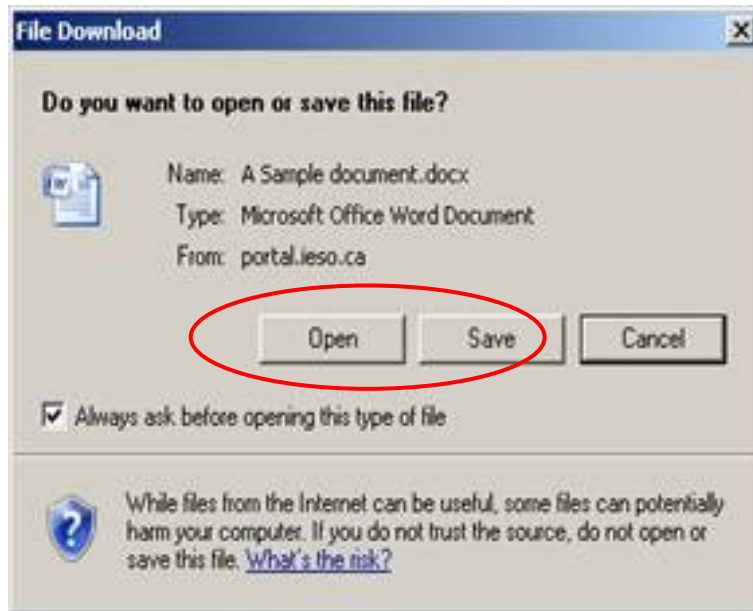 File Download
Do you want to open or save this file?
Name: A Sample document.docx
Type: Microsoft Office Word Document
From: portal.ieso.ca
Open Save Cancel
Always ask before opening this type of file
While files from the Internet can be useful, some files can potentially
harm your computer. If you do not trust the source, do not open or
save this file. What's the risk?